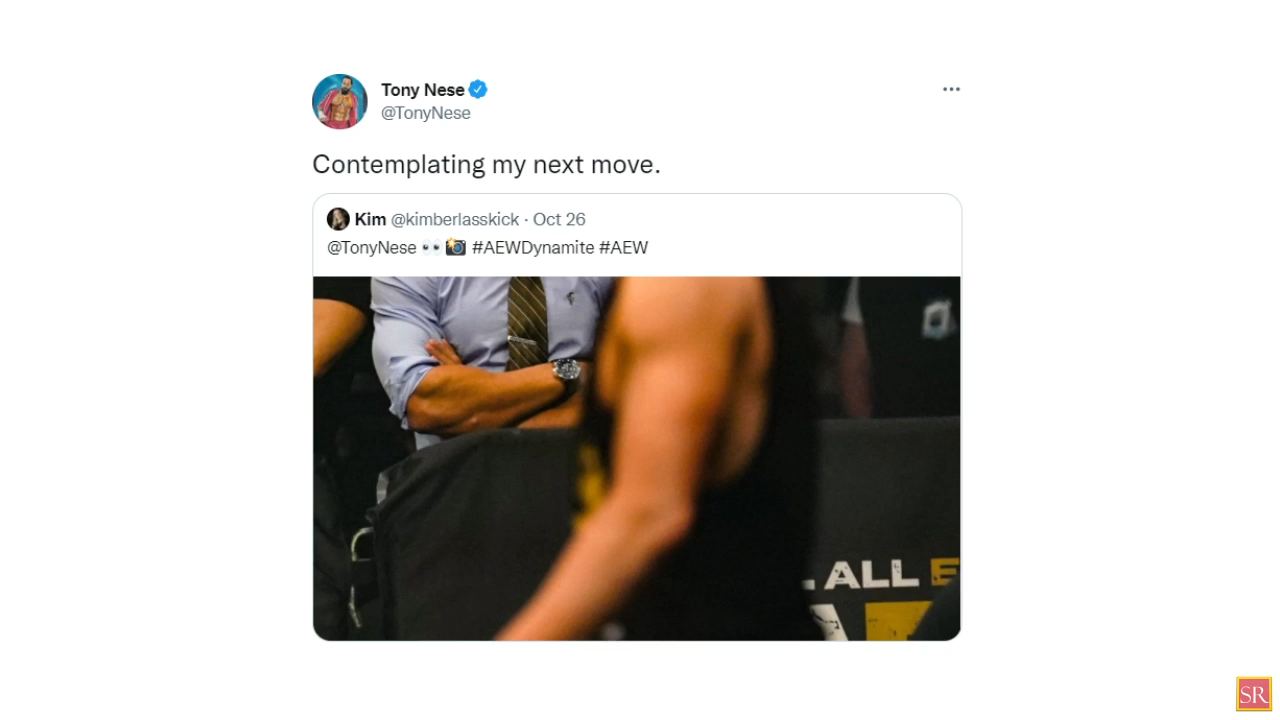 Tony Nese
@TonyNese
Contemplating my next move.
Kim @kimberlasskick · Oct 26
@TonyNese 👀 📸 #AEWDynamite #AEW
ALL E
SR